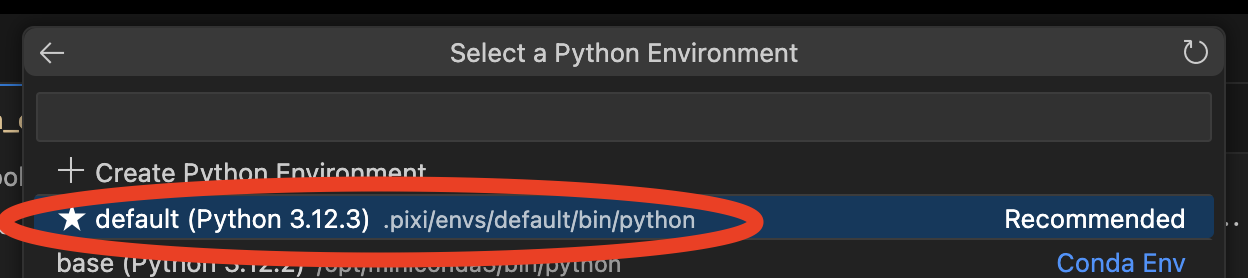 Select a Python Environment
Create Python Environment
default (Python 3.12.3) .pixi/envs/default/bin/python Recommended
base (Python 3.12.2) /opt/miniconda3/bin/python Conda Env